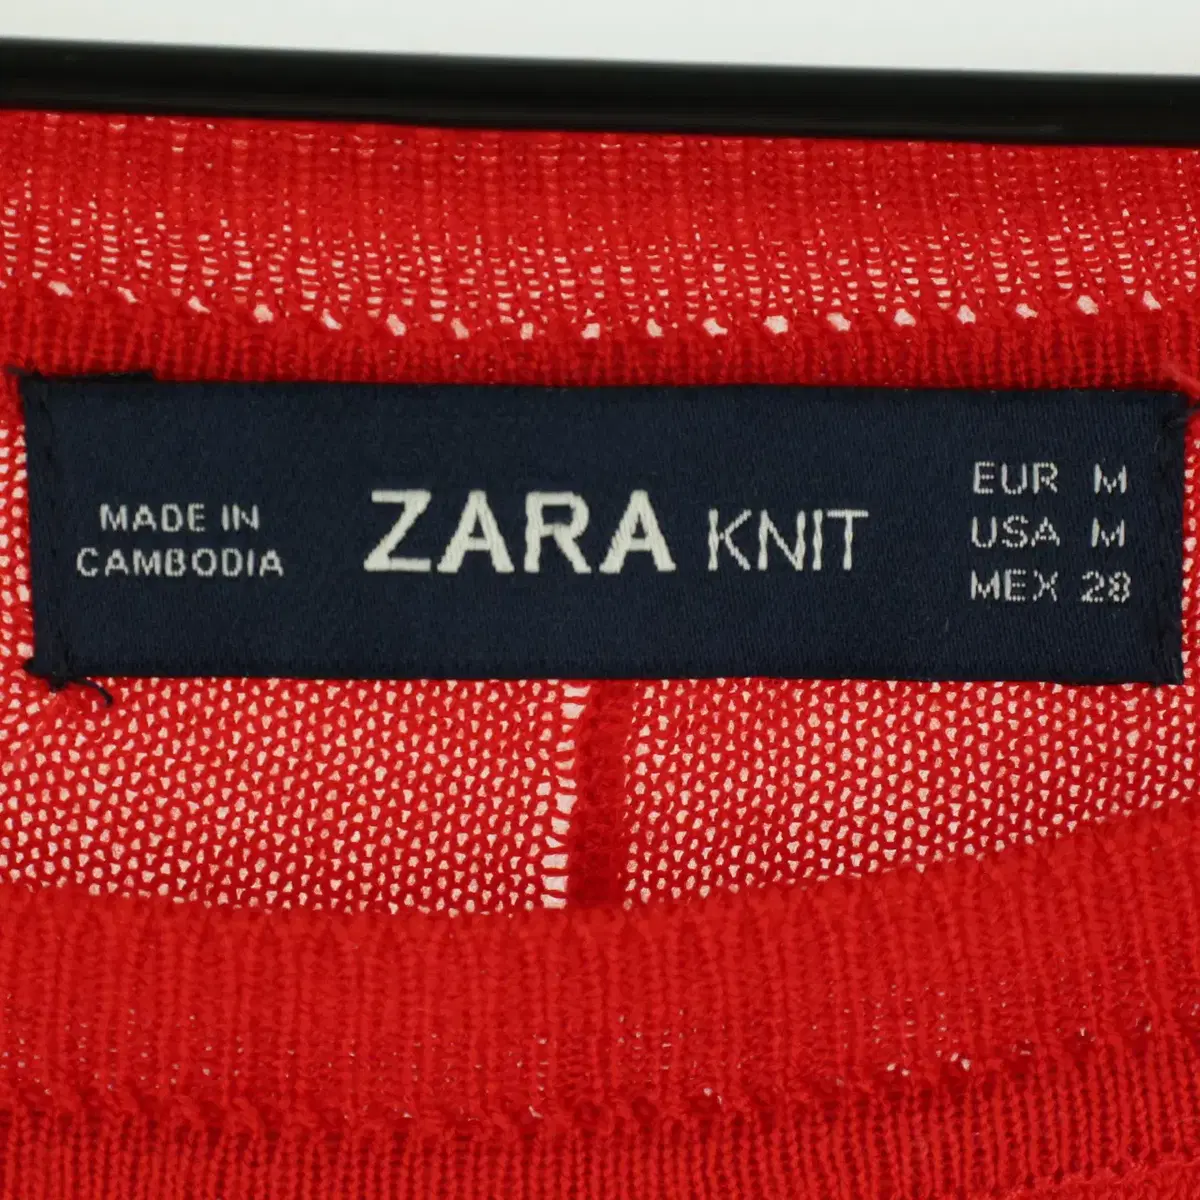 MADE IN
CAMBODIA
ZARA KNIT
EUR M
USA M
MEX 28